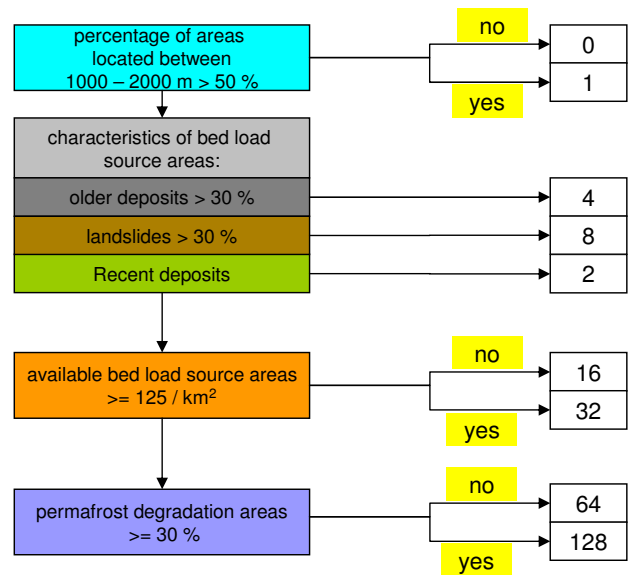 percentage of areas
located between
1000 – 2000 m > 50 %
no
0
1
yes
characteristics of bed load
source areas:
older deposits > 30 %
4
landslides > 30 %
8
Recent deposits
2
available bed load source areas
>= 125 / km²
no
16
32
yes
permafrost degradation areas
>= 30 %
no
64
128
yes